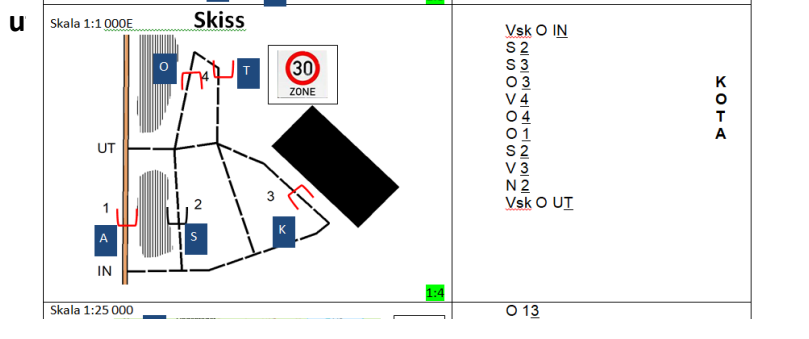 u
Skala 1:1 000E
Skiss
O
4
T
30
ZONE
UT
1
2
3
A
S
K
IN
1:4
Vsk O IN
S 2
S 3
O 3 K
V 4 O
O 4 T
O 1 A
S 2
V 3
N 2
Vsk O UT
Skala 1:25 000
O 13